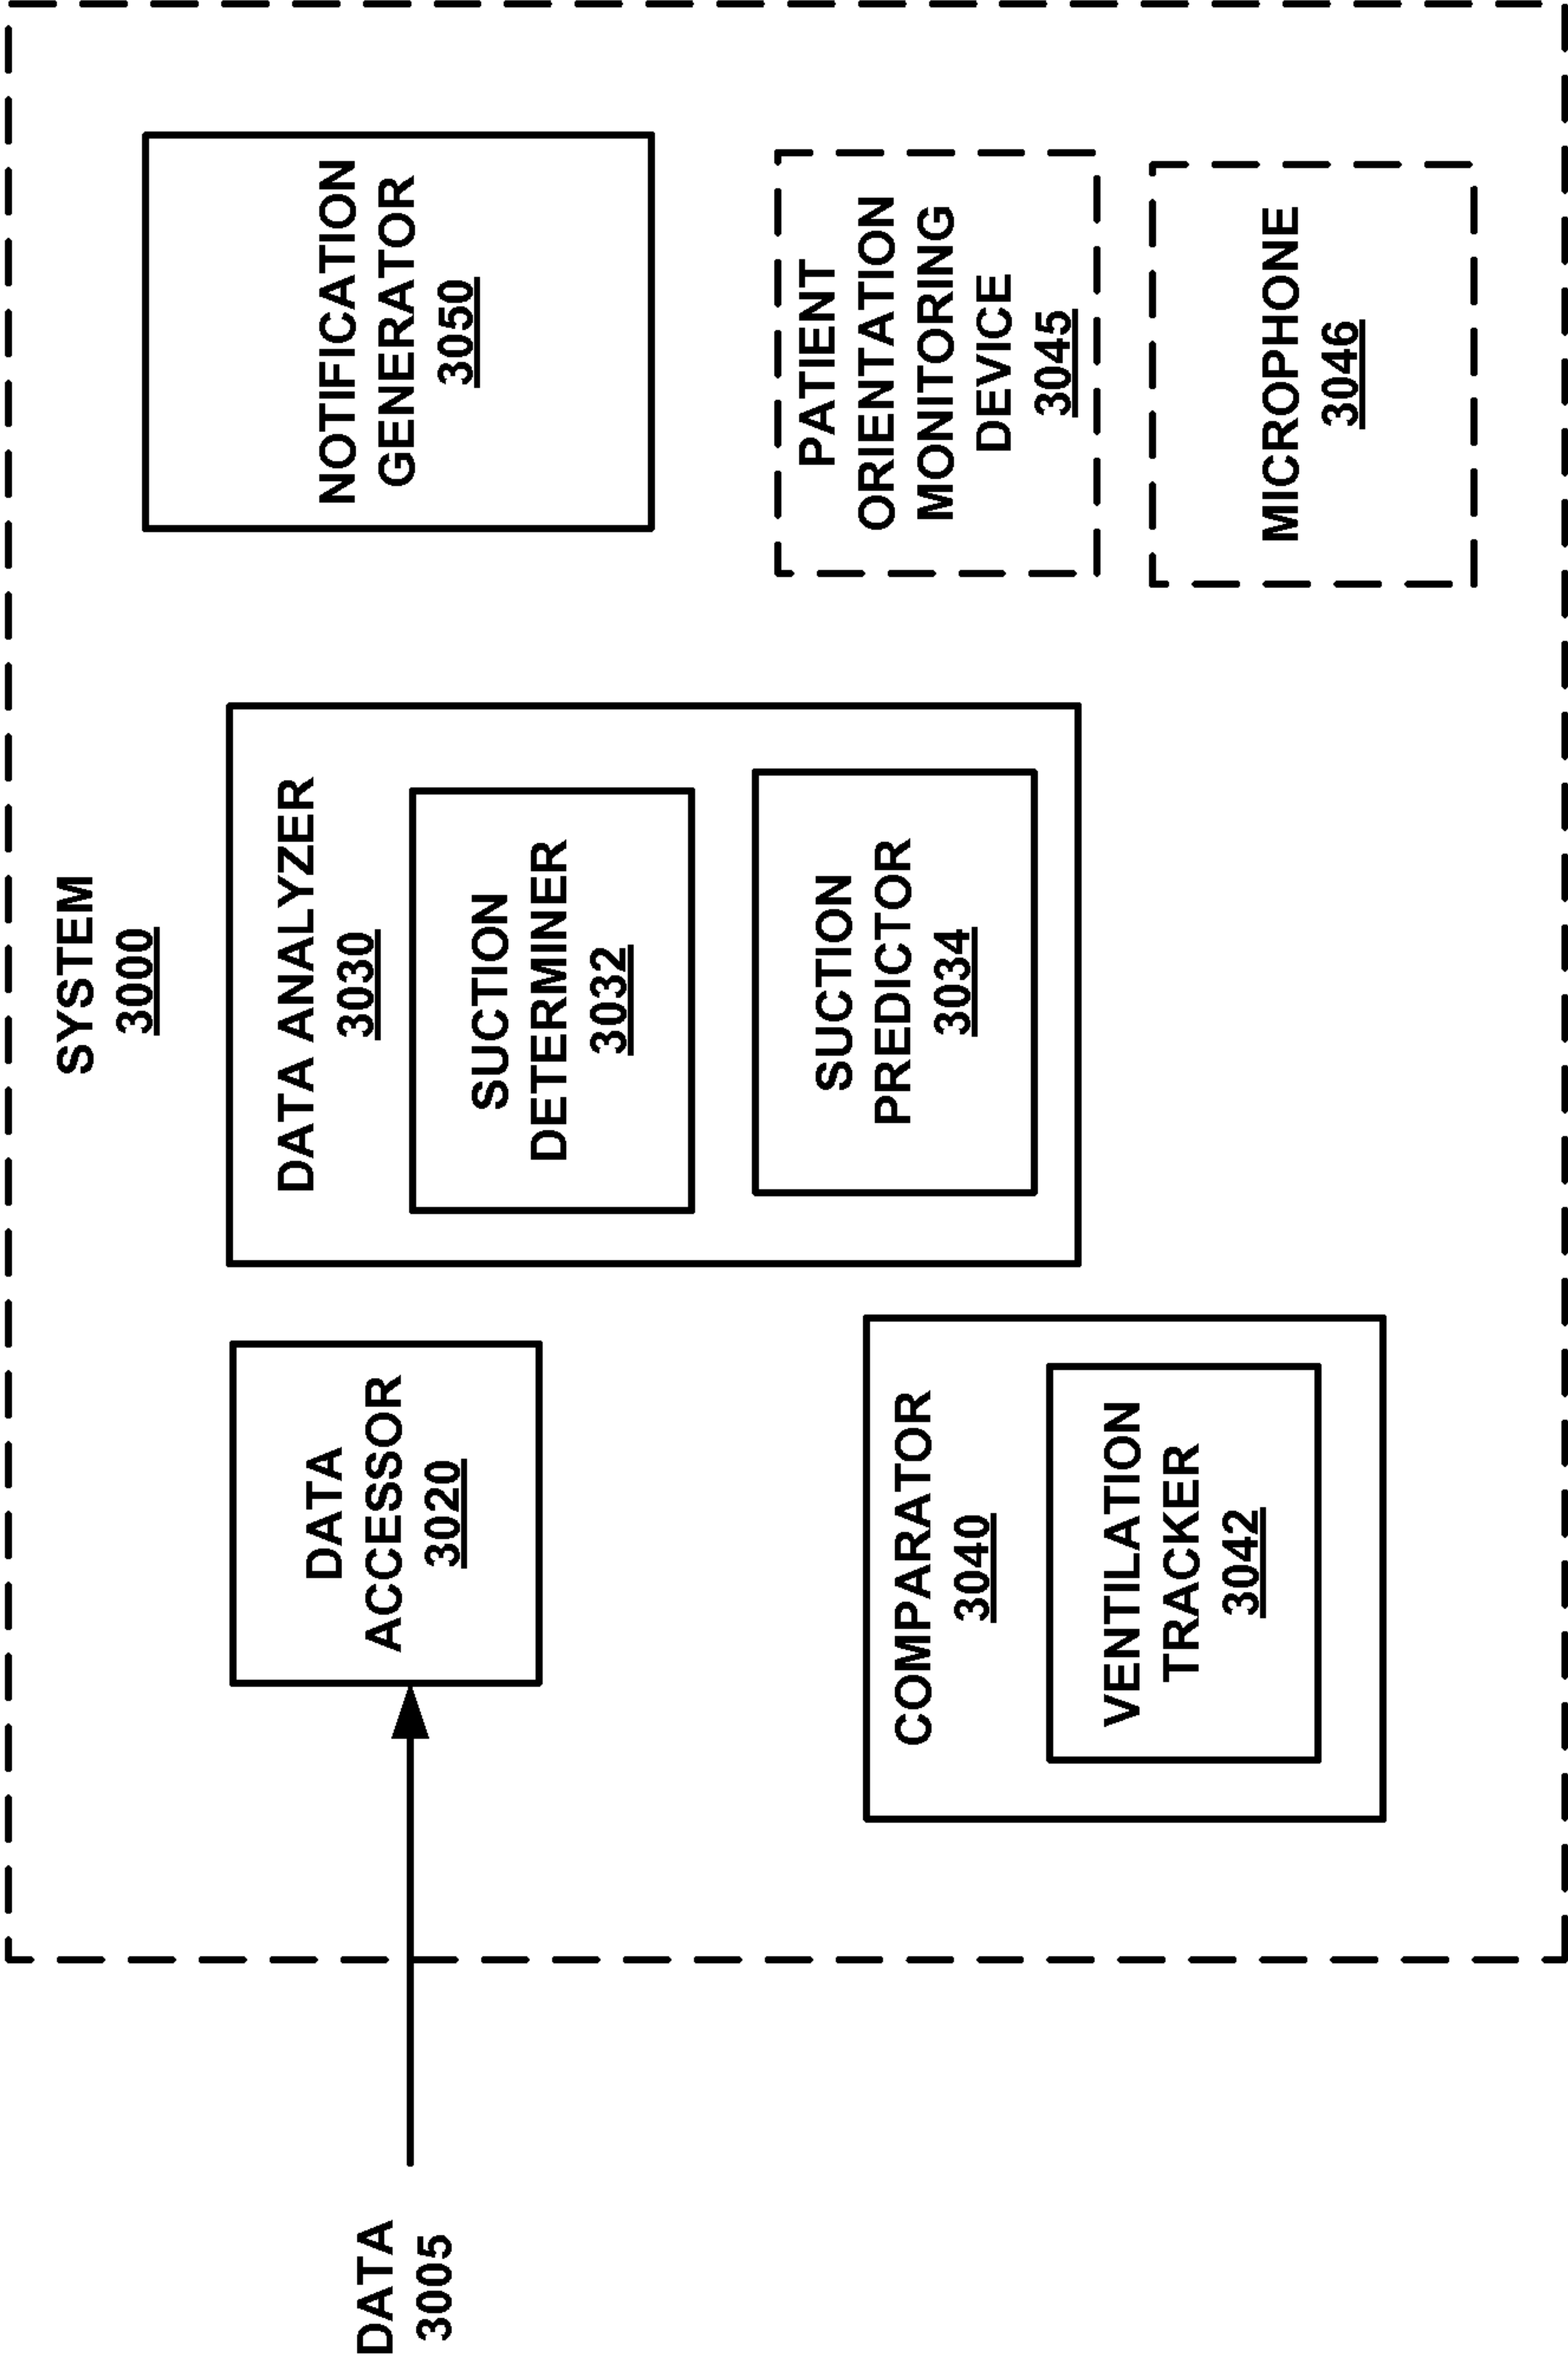 SYSTEM
3000
DATA
3005
DATA
ACCESSOR
3020
DATA ANALYZER
3030
SUCTION
DETERMINER
3032
SUCTION
PREDICTOR
3034
NOTIFICATION
GENERATOR
3050
COMPARATOR
3040
VENTILATION
TRACKER
3042
PATIENT
ORIENTATION
MONITORING
DEVICE
3045
MICROPHONE
3046